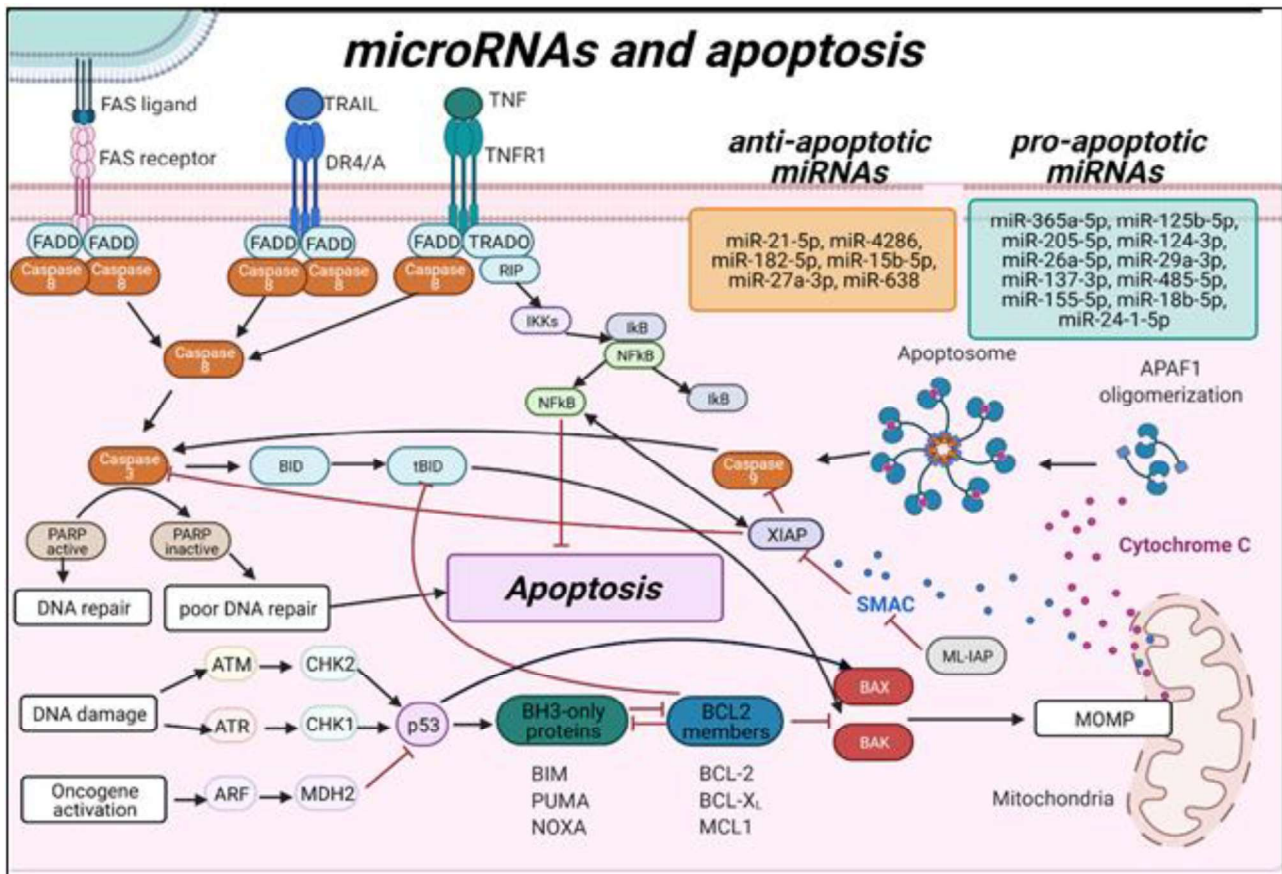 microRNAs and apoptosis
FAS ligand
FAS receptor
TRAIL
DR4/A
TNF
TNFR1
anti-apoptotic
miRNAs
pro-apoptotic
miRNAs
miR-21-5p, miR-4286,
miR-182-5p, miR-15b-5p,
miR-27a-3p, miR-638
miR-365a-5p, miR-125b-5p,
miR-205-5p, miR-124-3p,
miR-26a-5p, miR-29a-3p,
miR-137-3p, miR-485-5p,
miR-155-5p, miR-18b-5p,
miR-24-1-5p
FADD
FADD
Caspase
8
Caspase
8
FADD
FADD
Caspase
8
Caspase
8
FADD
TRADO
Caspase
8
RIP
IKKs
IkB
NFkB
NFkB
IkB
Caspase
8
Apoptosome
APAF1
oligomerization
Caspase
3
BID
tBID
Caspase
9
XIAP
Cytochrome C
PARP
active
PARP
inactive
DNA repair
poor DNA repair
Apoptosis
SMAC
ML-IAP
DNA damage
ATM
CHK2
ATR
CHK1
p53
BH3-only
proteins
BCL2
members
BAX
BAK
MOMP
Oncogene
activation
ARF
MDH2
BIM
PUMA
NOXA
BCL-2
BCL-XL
MCL1
Mitochondria